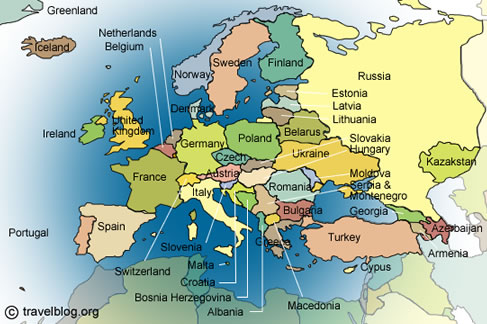 Greenland
Iceland
Netherlands
Belgium
Norway
Sweden
Finland
Russia
Estonia
Latvia
Lithuania
Denmark
United
Kingdom
Ireland
Belarus
Poland
Germany
Slovakia
Hungary
Czech
Ukraine
Kazakstan
Austria
France
Moldova
Romania
Serbia &
Montenegro
Italy
Bulgaria
Georgia
Azerbaijan
Portugal
Spain
Slovenia
Greece
Turkey
Armenia
Switzerland
Malta
Croatia
Bosnia Herzegovina
Albania
Macedonia
Cyprus
© travelblog.org